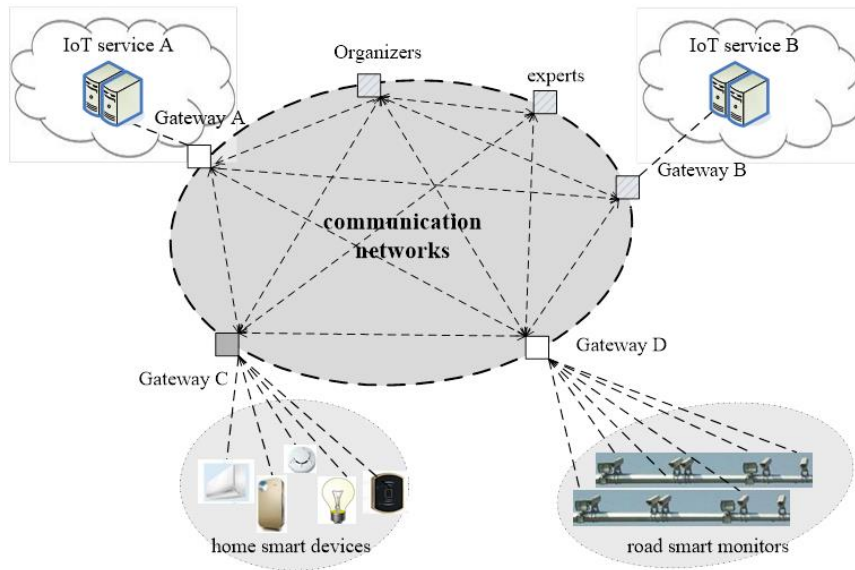 IoT service A
IoT service B
Organizers
experts
Gateway A
Gateway B
communication
networks
Gateway C
Gateway D
home smart devices
road smart monitors